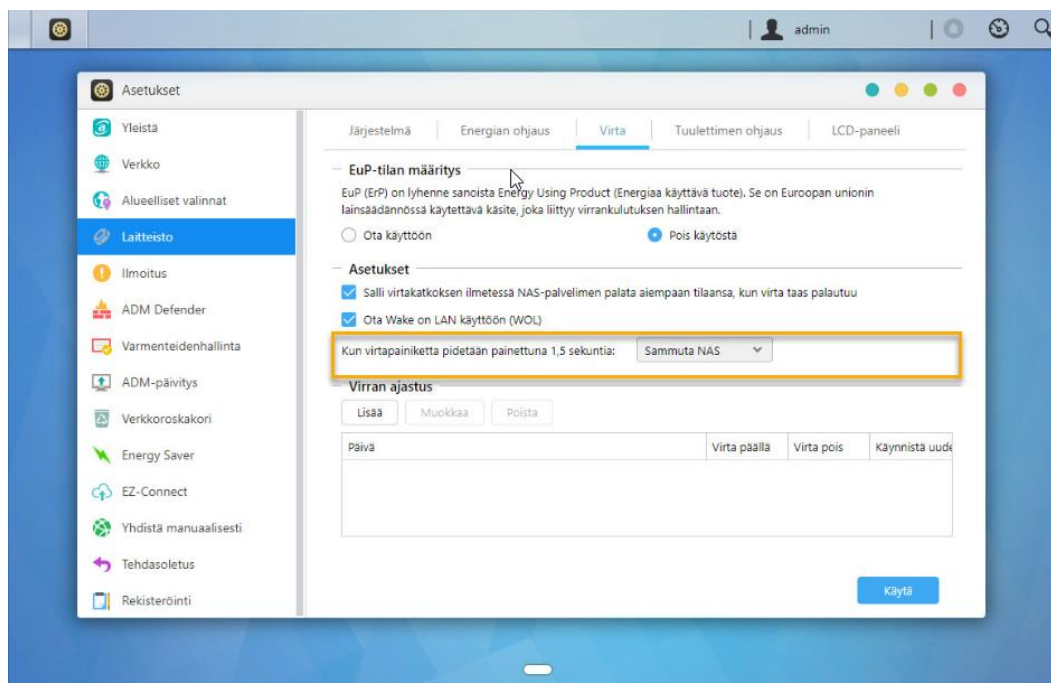 admin
Asetukset
Yleistä
Verkko
Alueelliset valinnat
Laitteisto
Ilmoitus
ADM Defender
Varmenteidenhallinta
ADM-päivitys
Verkkoroskakori
Energy Saver
EZ-Connect
Yhdistä manuaalisesti
Tehdasoletus
Rekisteröinti
Järjestelmä Energian ohjaus Virta Tuulettimen ohjaus LCD-paneeli
EuP-tilan määritys
EuP (ErP) on lyhenne sanoista Energy Using Product (Energiaa käyttävä tuote). Se on Euroopan unionin
lainsäädännössä käytettävä käsite, joka liittyy virrankulutuksen hallintaan.
Ota käyttöön Pois käytöstä
Asetukset
Salli virtakatkoksen ilmetessä NAS-palvelimen palata aiempaan tilaansa, kun virta taas palautuu
Ota Wake on LAN käyttöön (WOL)
Kun virtapainiketta pidetään painettuna 1,5 sekuntia: Sammuta NAS
Virran ajastus
Lisää Muokkaa Poista
Päivä Virta päällä Virta pois Käynnistä uude
Käytä